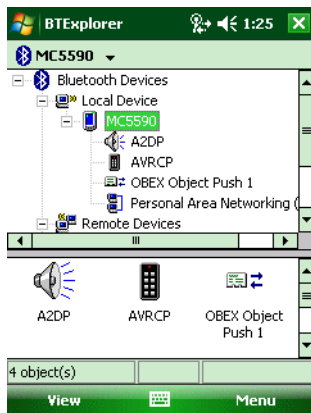 BTExplorer 1:25
MC5590
Bluetooth Devices
Local Device
MC5590
A2DP
AVRCP
OBEX Object Push 1
Personal Area Networking (
Remote Devices
A2DP AVRCP OBEX Object
Push 1
4 object(s)
View Menu